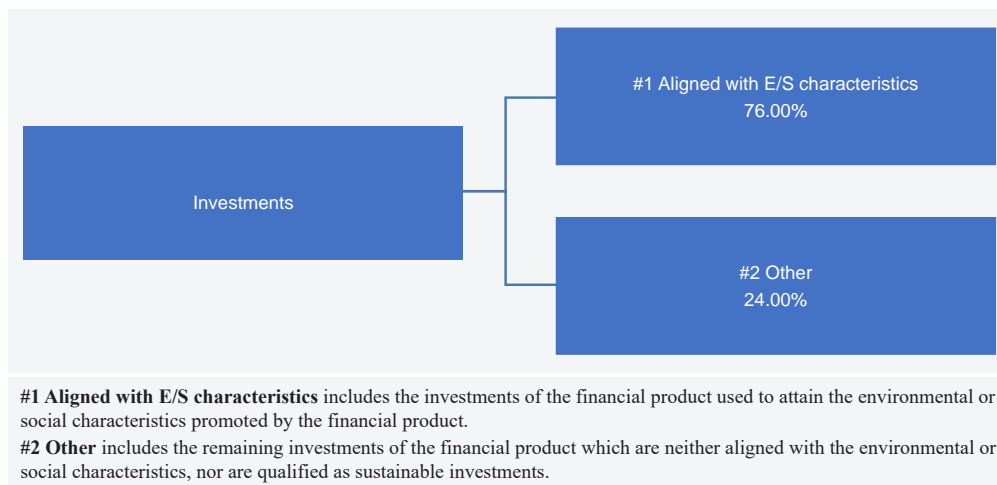 #1 Aligned with E/S characteristics
76.00%
Investments
#2 Other
24.00%
#1 Aligned with E/S characteristics includes the investments of the financial product used to attain the environmental or
social characteristics promoted by the financial product.
#2 Other includes the remaining investments of the financial product which are neither aligned with the environmental or
social characteristics, nor are qualified as sustainable investments.